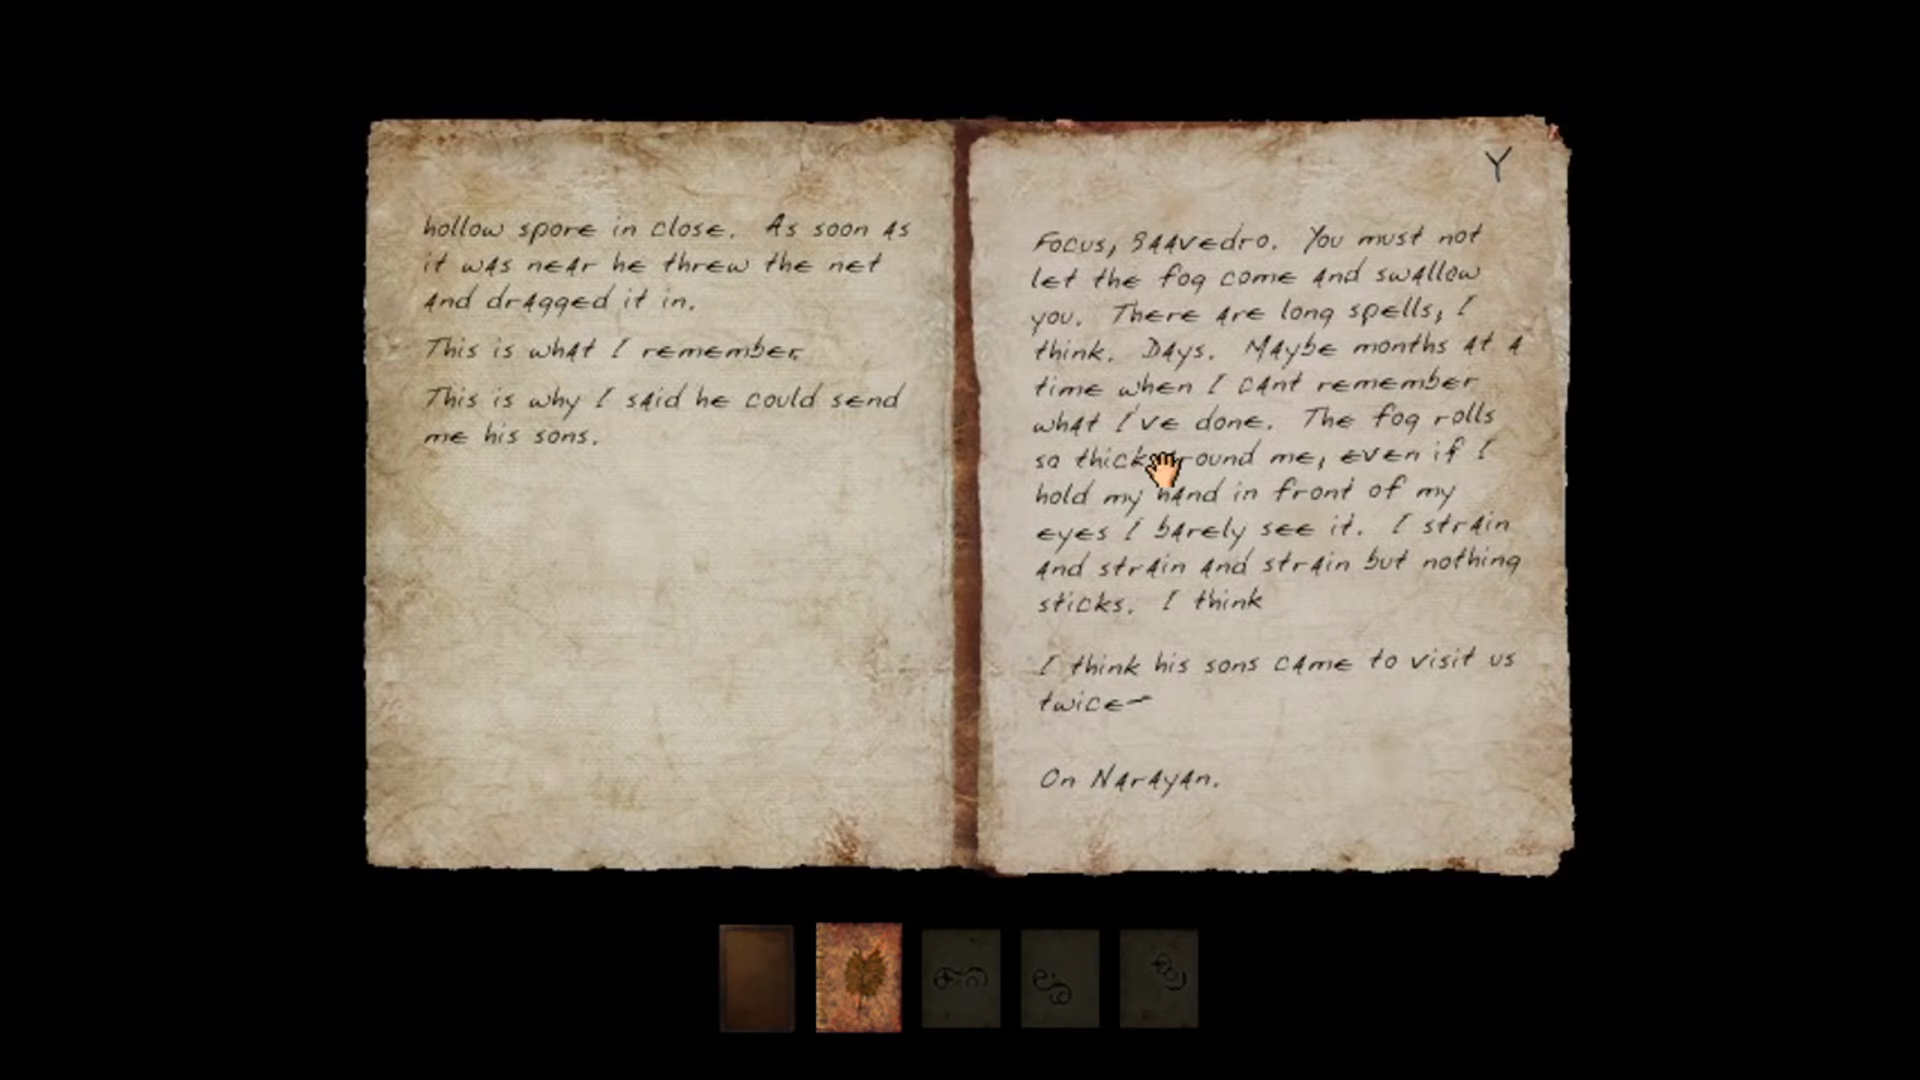 hollow spore in close. As soon as
it was near he threw the net
and dragged it in.
This is what I remember.
This is why I said he could send
me his sons.
Y
Focus, Saavedro. You must not
let the fog come and swallow
you. There are long spells, I
think. Days. Maybe months at a
time when I cant remember
what I've done. The fog rolls
so thick around me, even if I
hold my hand in front of my
eyes I barely see it. I strain
and strain and strain but nothing
sticks. I think
I think his sons came to visit us
twice—
On Narayan.